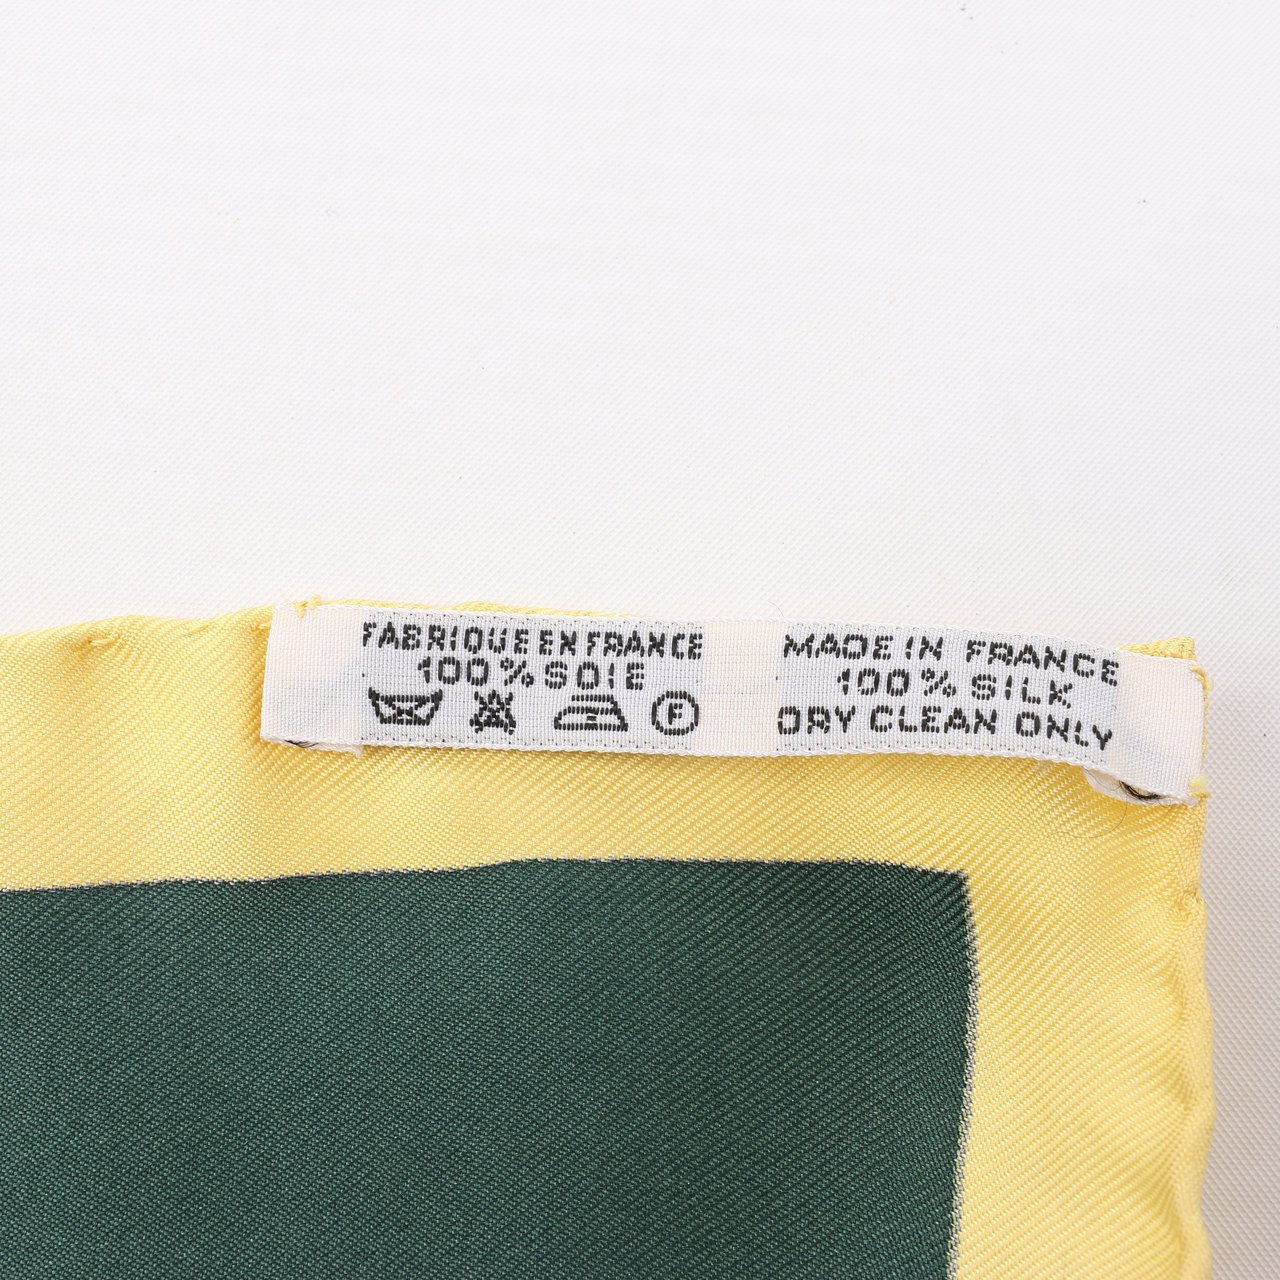 FABRIQUE EN FRANCE
100% SOIE
F
MADE IN FRANCE
100% SILK
DRY CLEAN ONLY